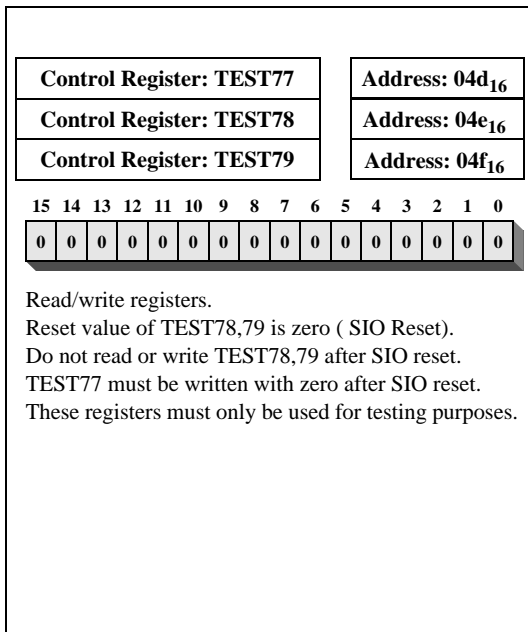 Control Register: TEST77 Address: 04d16
Control Register: TEST78 Address: 04e16
Control Register: TEST79 Address: 04f16
15 14 13 12 11 10 9 8 7 6 5 4 3 2 1 0
0 0 0 0 0 0 0 0 0 0 0 0 0 0 0 0
Read/write registers.
Reset value of TEST78,79 is zero ( SIO Reset).
Do not read or write TEST78,79 after SIO reset.
TEST77 must be written with zero after SIO reset.
These registers must only be used for testing purposes.